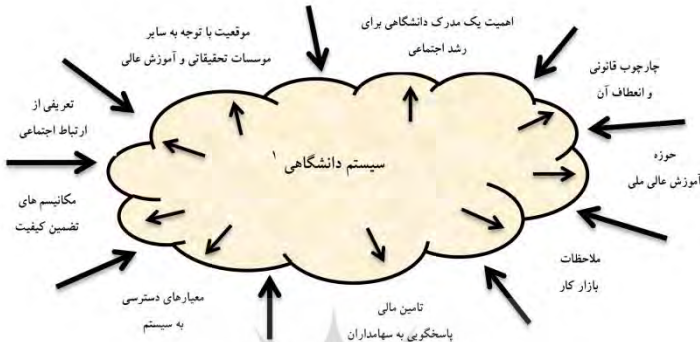 اهمیت یک مدرک دانشگاهی برای
رشد اجتماعی
موقعیت با توجه به سایر
موسسات تحقیقاتی و آموزش عالی
چارچوب قانونی
و انعطاف آن
تعریفی از
ارتباط اجتماعی
حوزه
آموزش عالی ملی
سیستم دانشگاهی ۱
مکانیسم های
تضمین کیفیت
ملاحظات
بازار کار
معیارهای دسترسی
به سیستم
تامین مالی
پاسخگویی به سهامداران